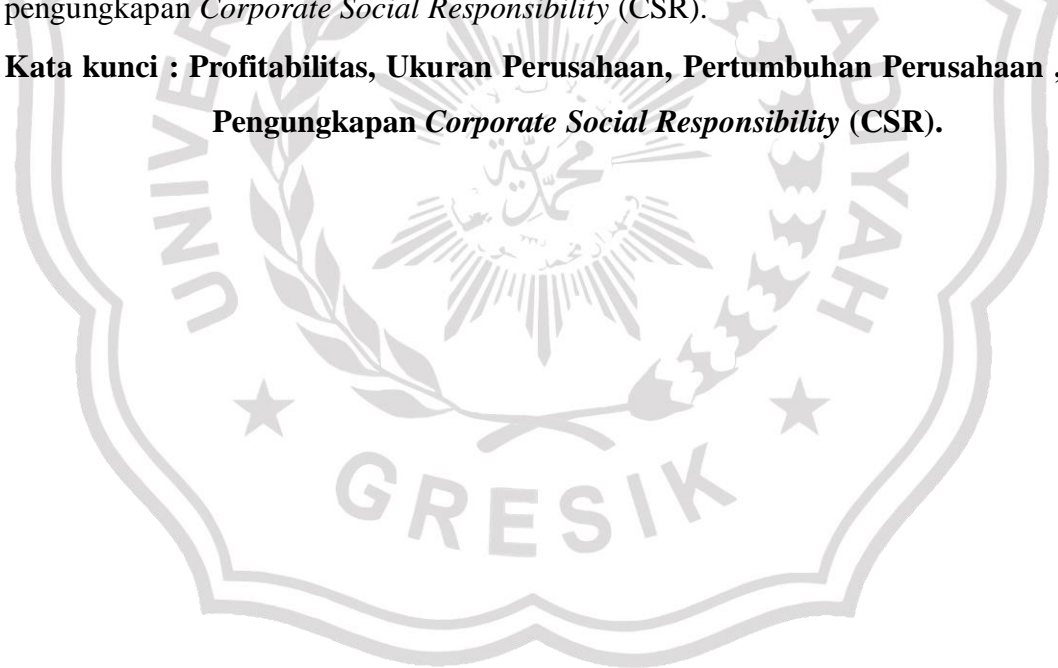 pengungkapan Corporate Social Responsibility (CSR).
Kata kunci : Profitabilitas, Ukuran Perusahaan, Pertumbuhan Perusahaan ,
Pengungkapan Corporate Social Responsibility (CSR).
GRESIK